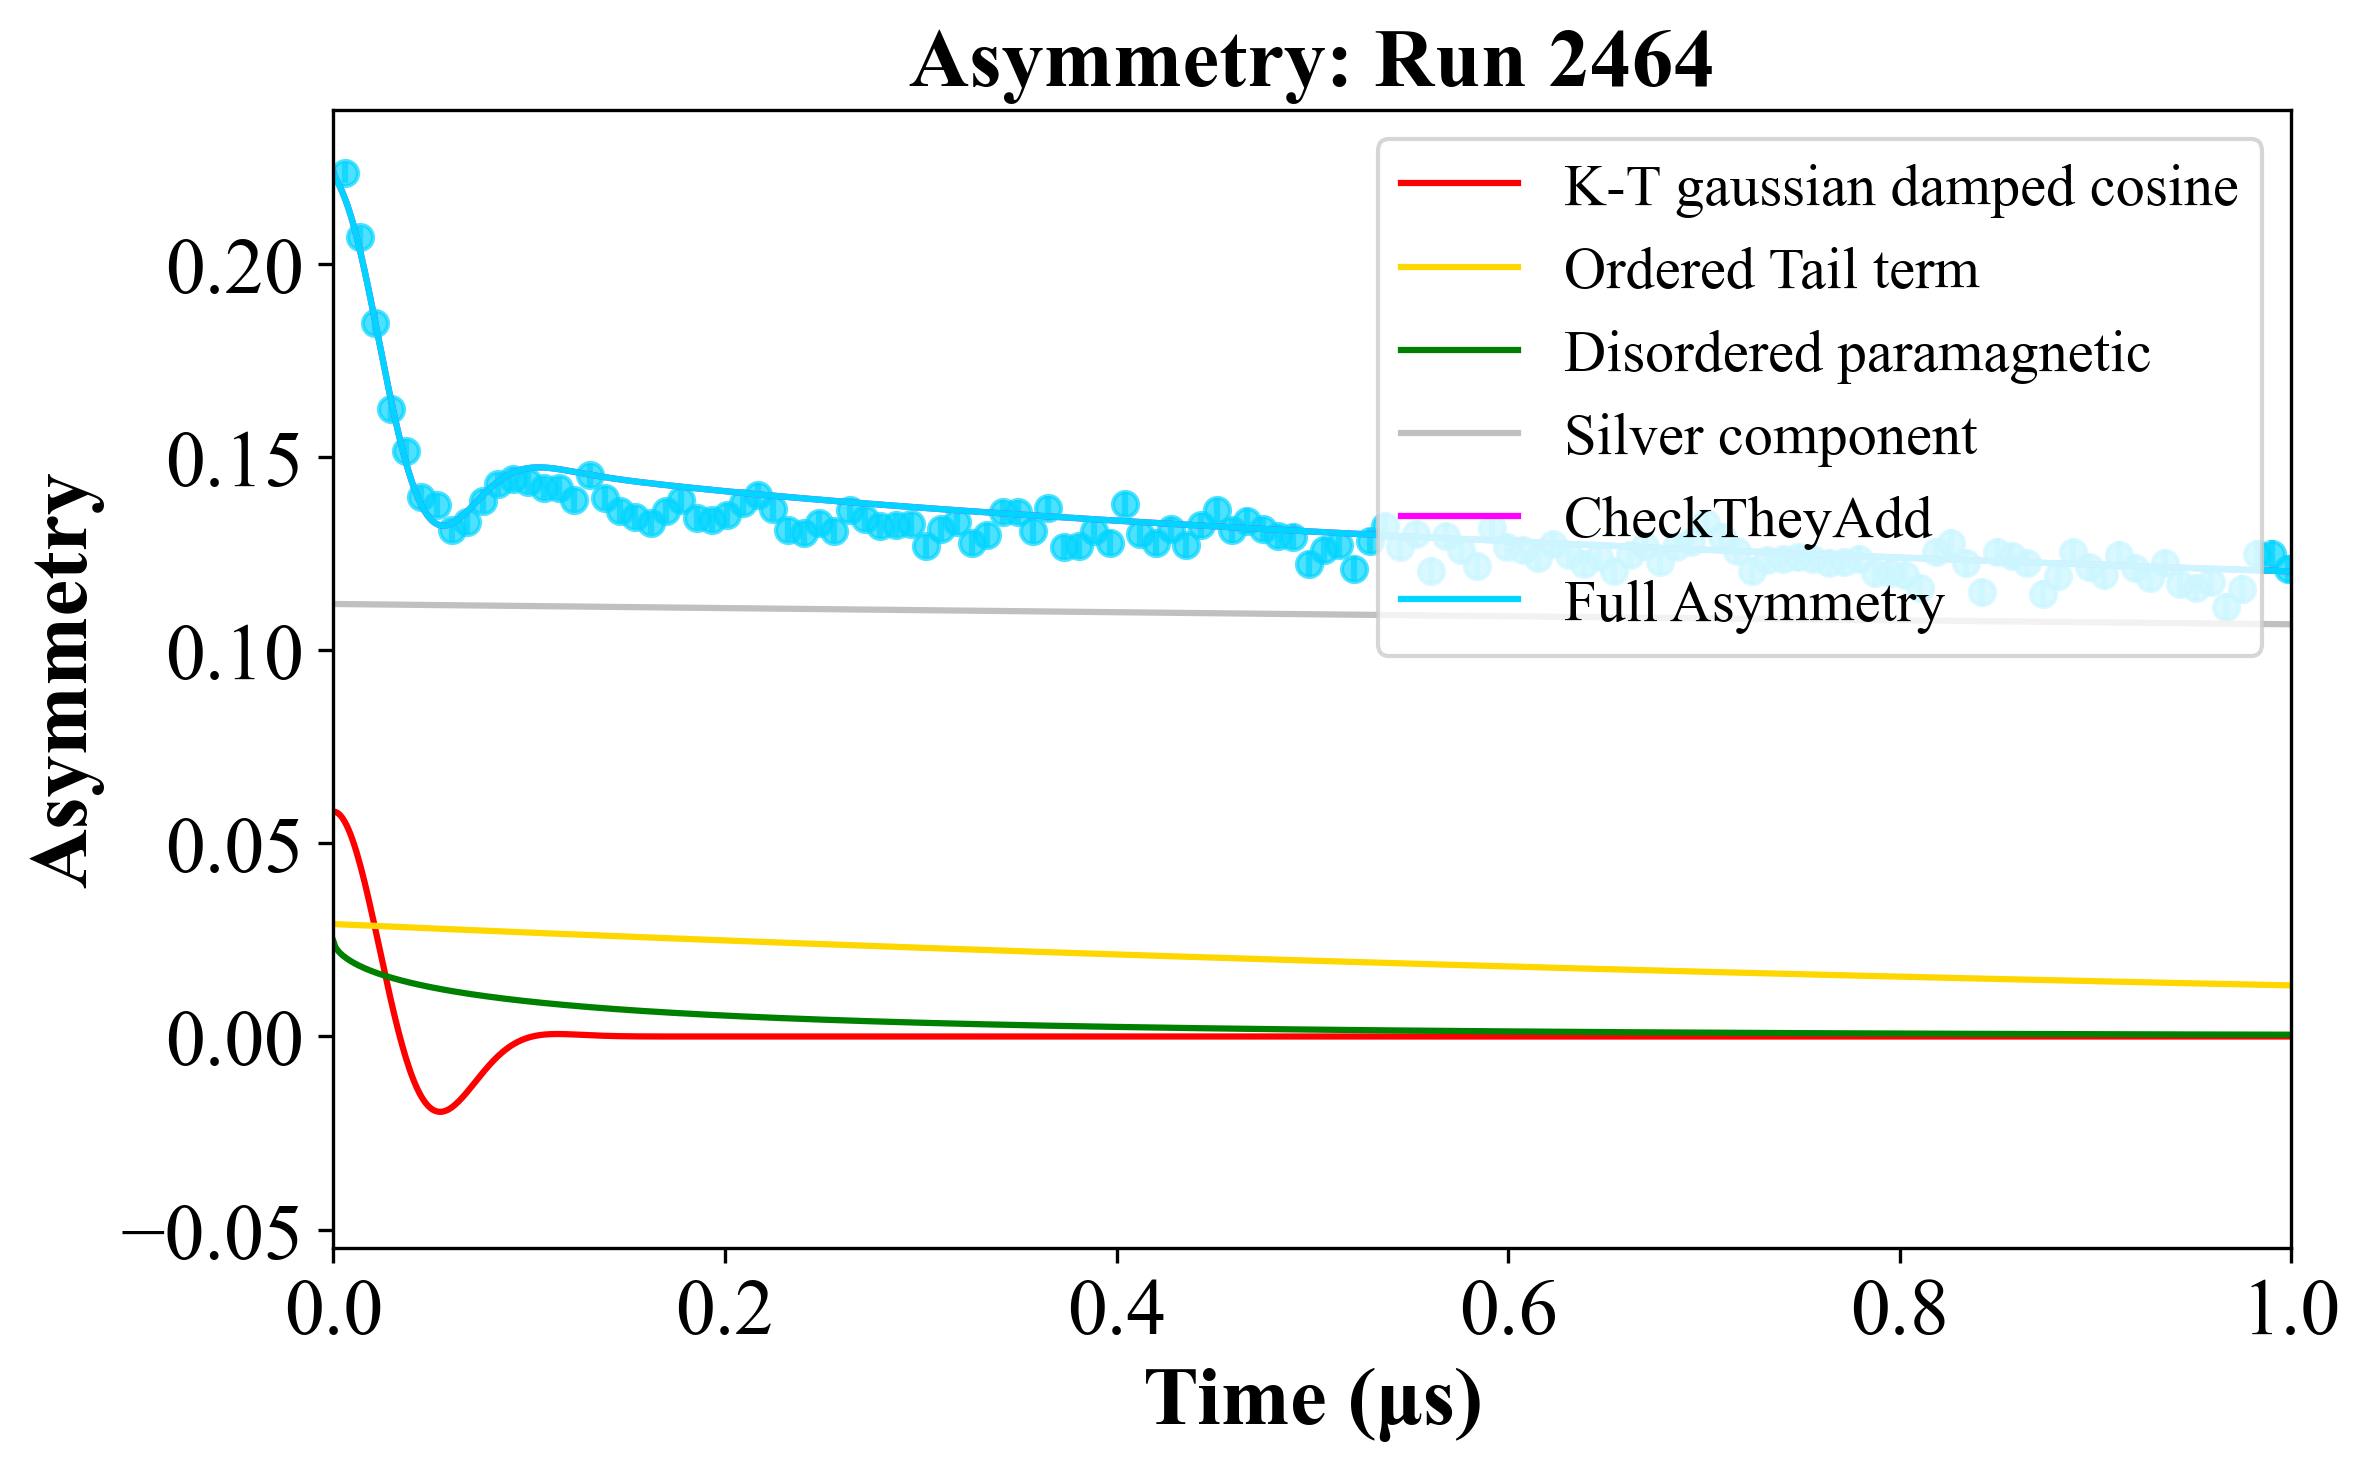 Asymmetry: Run 2464
K-T gaussian damped cosine
Ordered Tail term
Disordered paramagnetic
Silver component
CheckTheyAdd
Full Asymmetry
Asymmetry
0.20
0.15
0.10
0.05
0.00
−0.05
0.0 0.2 0.4 0.6 0.8 1.0
Time (μs)